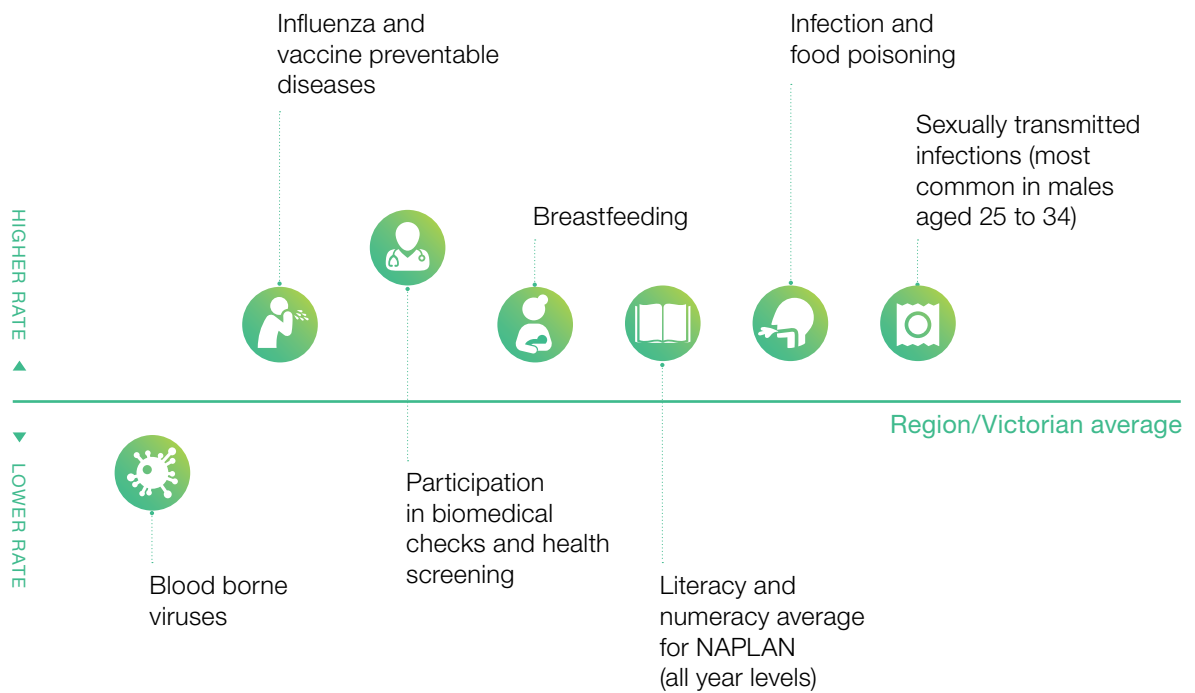 Influenza and
vaccine preventable
diseases
Infection and
food poisoning
Sexually transmitted
infections (most
common in males
aged 25 to 34)
Breastfeeding
HIGHER RATE
Region/Victorian average
LOWER RATE
Participation
in biomedical
checks and health
screening
Blood borne
viruses
Literacy and
numeracy average
for NAPLAN
(all year levels)